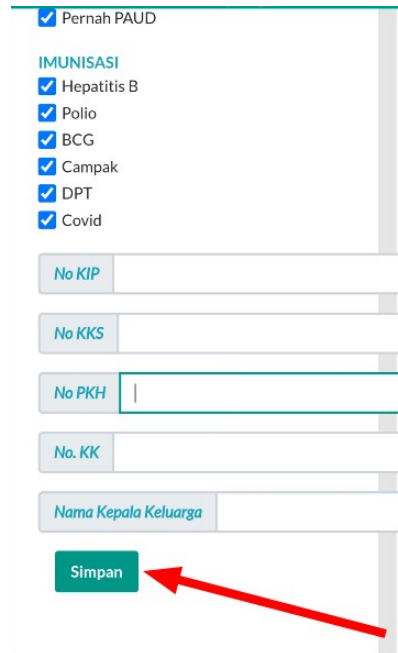 Pernah PAUD
IMUNISASI
Hepatitis B
Polio
BCG
Campak
DPT
Covid
No KIP
No KKS
No PKH
No. KK
Nama Kepala Keluarga
Simpan